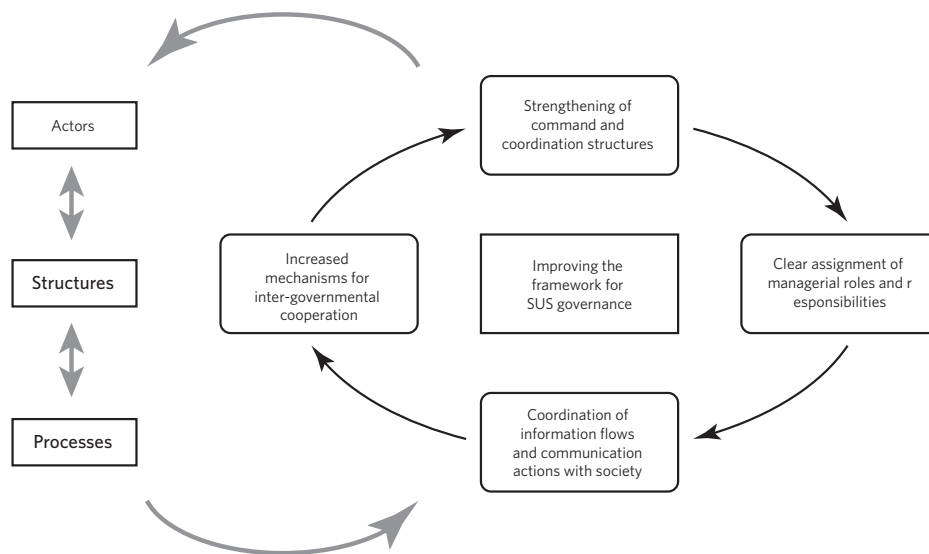 Actors
Structures
Processes
Strengthening of
command and
coordination structures
Increased
mechanisms for
inter-governmental
cooperation
Improving the
framework for
SUS governance
Clear assignment of
managerial roles and r
esponsibilities
Coordination of
information flows
and communication
actions with society